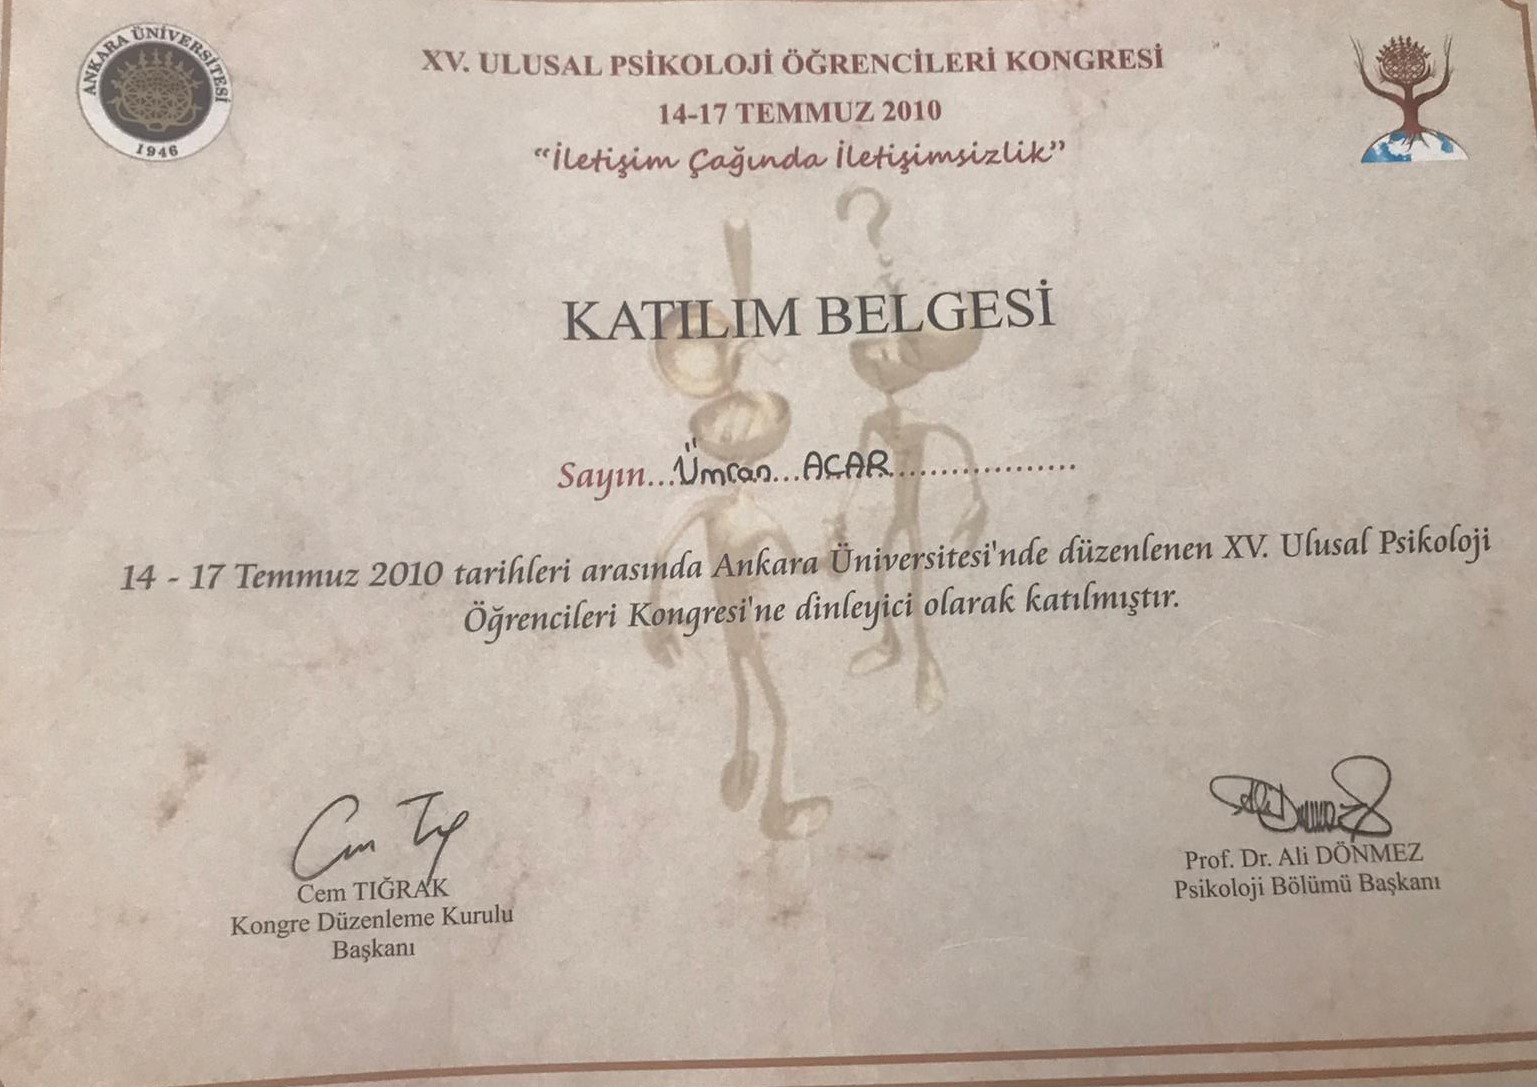 ANKARA ÜNİVERSİTESİ
1946
XV. ULUSAL PSİKOLOJİ ÖĞRENCİLERİ KONGRESİ
14-17 TEMMUZ 2010
“İletişim Çağında İletişimsizlik”
?
KATILIM BELGESİ
Sayın...Ümran...ACAR...................
14 - 17 Temmuz 2010 tarihleri arasında Ankara Üniversitesi'nde düzenlenen XV. Ulusal Psikoloji
Öğrencileri Kongresi'ne dinleyici olarak katılmıştır.
Cem TIĞRAK
Kongre Düzenleme Kurulu
Başkanı
Prof. Dr. Ali DÖNMEZ
Psikoloji Bölümü Başkanı